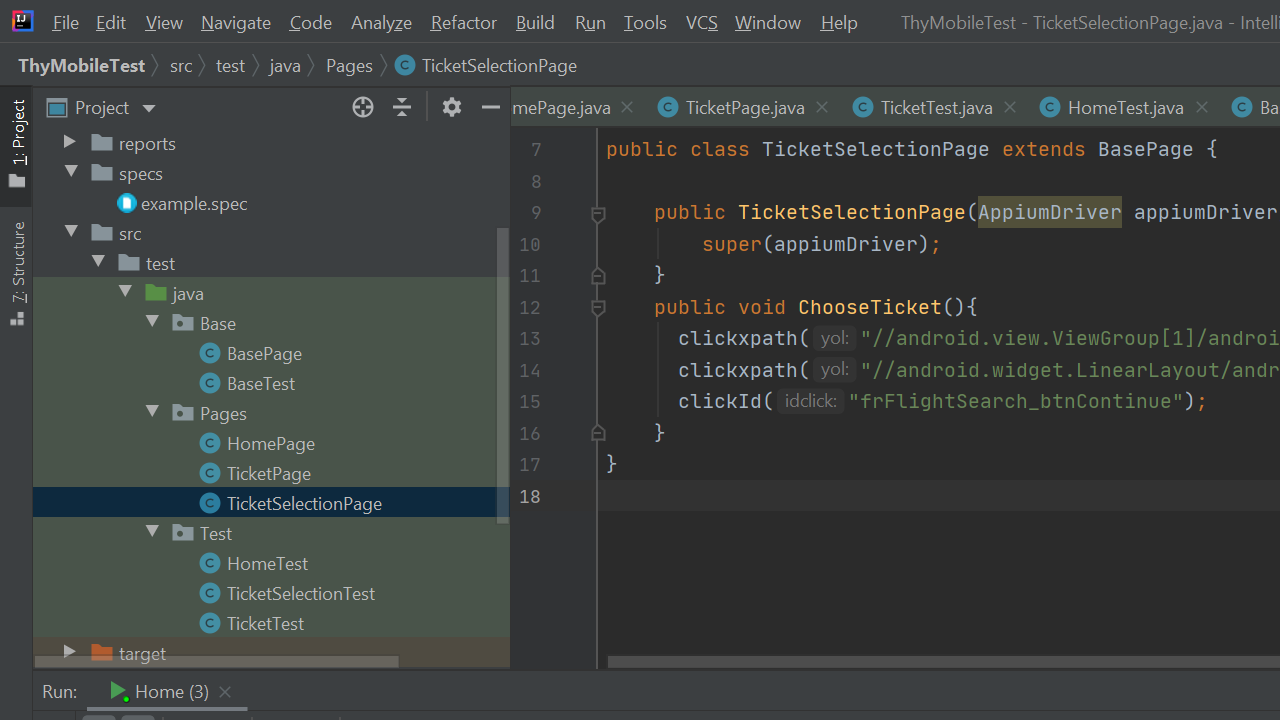 File Edit View Navigate Code Analyze Refactor Build Run Tools VCS Window Help ThyMobileTest - TicketSelectionPage.java - Intelli
ThyMobileTest src test java Pages TicketSelectionPage
1: Project
7: Structure
Project
reports
specs
example.spec
src
test
java
Base
BasePage
BaseTest
Pages
HomePage
TicketPage
TicketSelectionPage
Test
HomeTest
TicketSelectionTest
TicketTest
target
mePage.java TicketPage.java TicketTest.java HomeTest.java Ba
7 public class TicketSelectionPage extends BasePage {
8
9 public TicketSelectionPage(AppiumDriver appiumDriver
10 super(appiumDriver);
11 }
12 public void ChooseTicket(){
13 clickxpath( yol: "//android.view.ViewGroup[1]/androi
14 clickxpath( yol: "//android.widget.LinearLayout/andr
15 clickId( idclick: "frFlightSearch_btnContinue");
16 }
17 }
18
Run: Home (3)